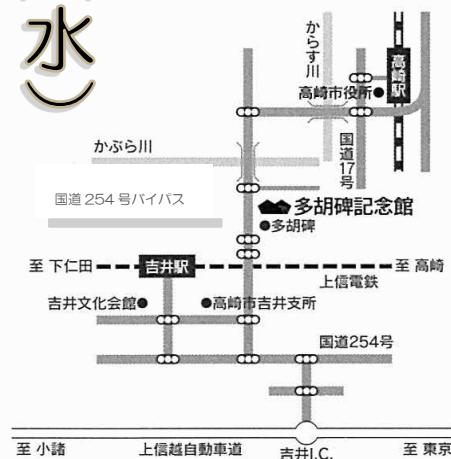 水
からす川
高崎駅
高崎市役所
国道17号
かぶら川
国道254号バイパス
多胡碑記念館
多胡碑
至 下仁田
吉井駅
至 高崎
上信電鉄
吉井文化会館
高崎市吉井支所
国道254号
至 小諸
上信越自動車道
吉井I.C.
至 東京